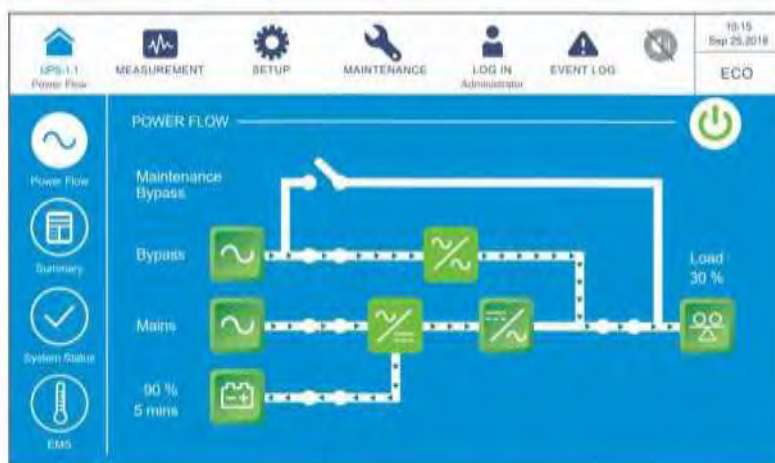 UPS-1.1
Power Flow
MEASUREMENT
SETUP
MAINTENANCE
LOG IN
Administrator
EVENT LOG
10:15
Sep 25,2018
ECO
POWER FLOW
Power Flow
Maintenance
Bypass
Summary
Bypass
Load
30 %
Mains
System Status
90 %
5 mins
EMS